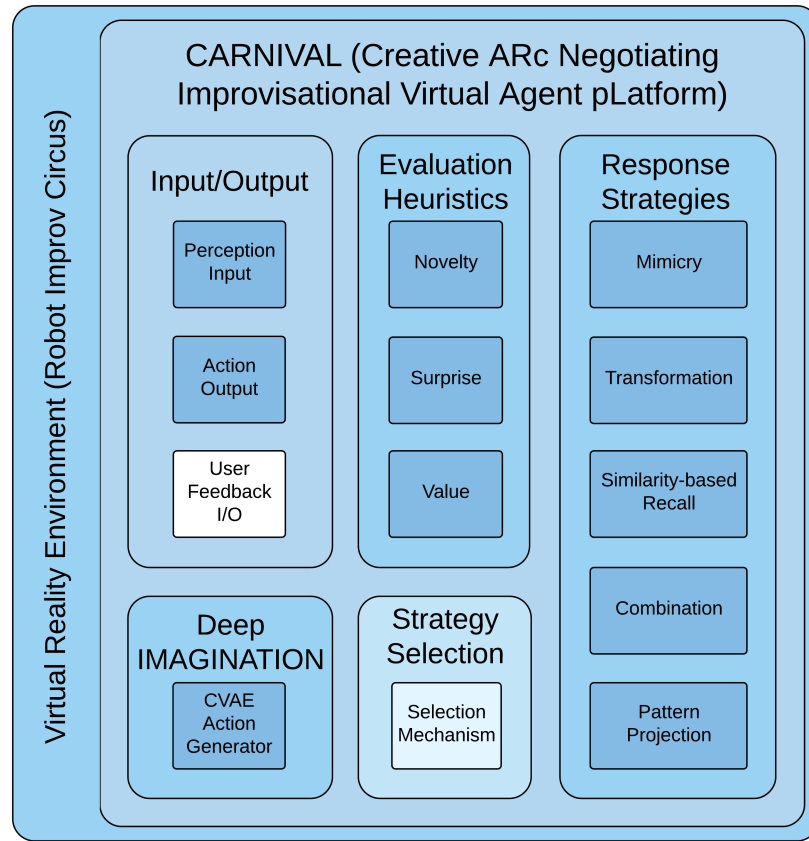 Virtual Reality Environment (Robot Improv Circus)
CARNIVAL (Creative ARc Negotiating
Improvisational Virtual Agent pLatform)
Input/Output
Perception
Input
Action
Output
User
Feedback
I/O
Evaluation
Heuristics
Novelty
Surprise
Value
Response
Strategies
Mimicry
Transformation
Similarity-based
Recall
Combination
Pattern
Projection
Deep
IMAGINATION
CVAE
Action
Generator
Strategy
Selection
Selection
Mechanism